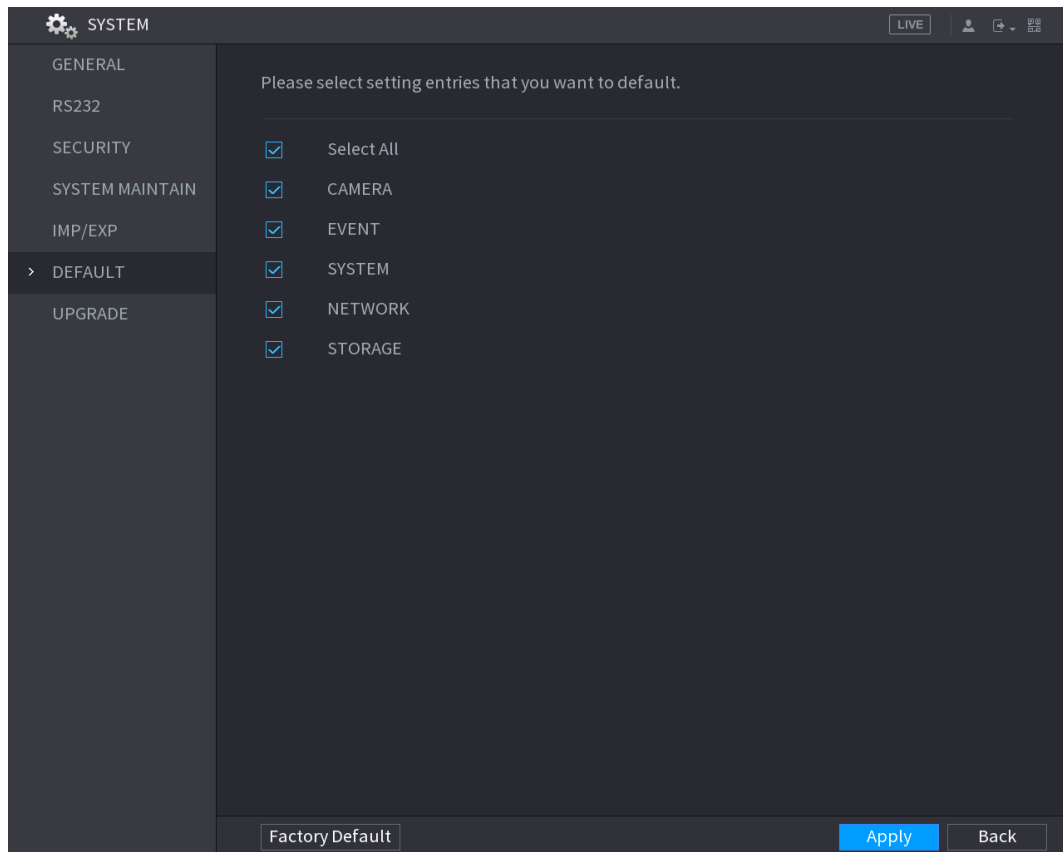 SYSTEM
LIVE
GENERAL
RS232
SECURITY
SYSTEM MAINTAIN
IMP/EXP
DEFAULT
UPGRADE
Please select setting entries that you want to default.
Select All
CAMERA
EVENT
SYSTEM
NETWORK
STORAGE
Factory Default
Apply
Back